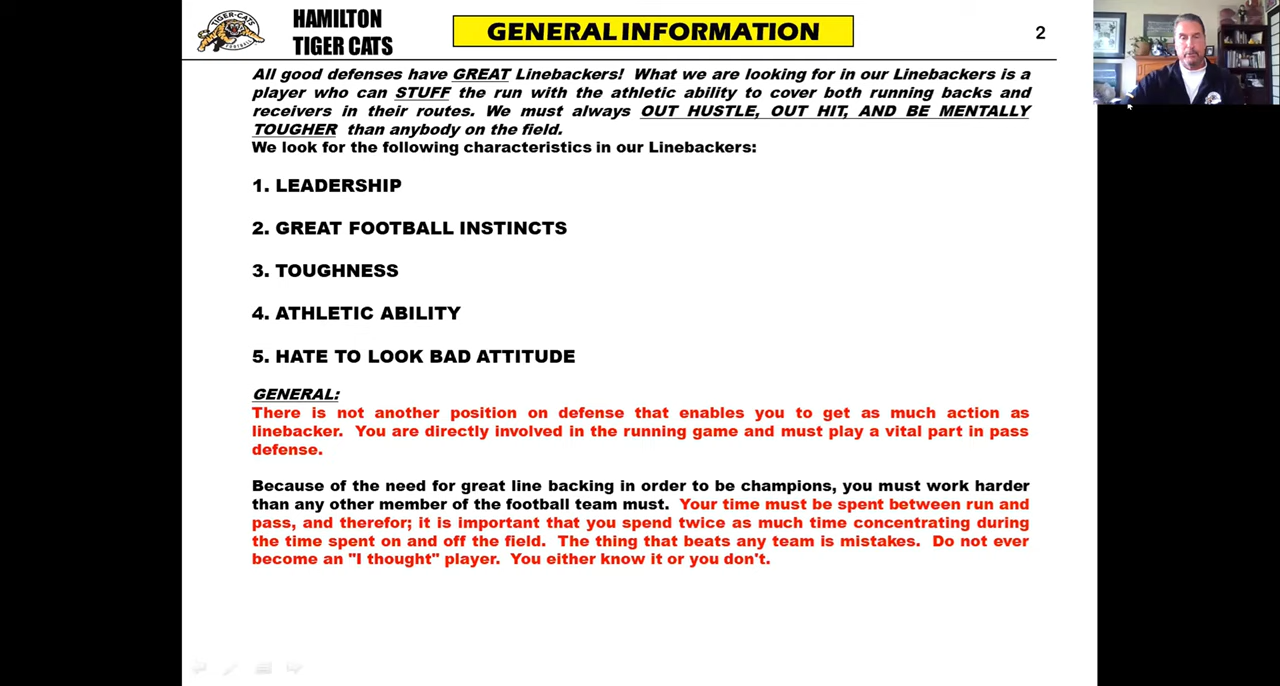 TIGER-CATS
FOOTBALL
HAMILTON
TIGER CATS
GENERAL INFORMATION
2
All good defenses have GREAT Linebackers! What we are looking for in our Linebackers is a
player who can STUFF the run with the athletic ability to cover both running backs and
receivers in their routes. We must always OUT HUSTLE, OUT HIT, AND BE MENTALLY
TOUGHER than anybody on the field.
We look for the following characteristics in our Linebackers:
1. LEADERSHIP
2. GREAT FOOTBALL INSTINCTS
3. TOUGHNESS
4. ATHLETIC ABILITY
5. HATE TO LOOK BAD ATTITUDE
GENERAL:
There is not another position on defense that enables you to get as much action as
linebacker. You are directly involved in the running game and must play a vital part in pass
defense.
Because of the need for great line backing in order to be champions, you must work harder
than any other member of the football team must. Your time must be spent between run and
pass, and therefor; it is important that you spend twice as much time concentrating during
the time spent on and off the field. The thing that beats any team is mistakes. Do not ever
become an "I thought" player. You either know it or you don't.